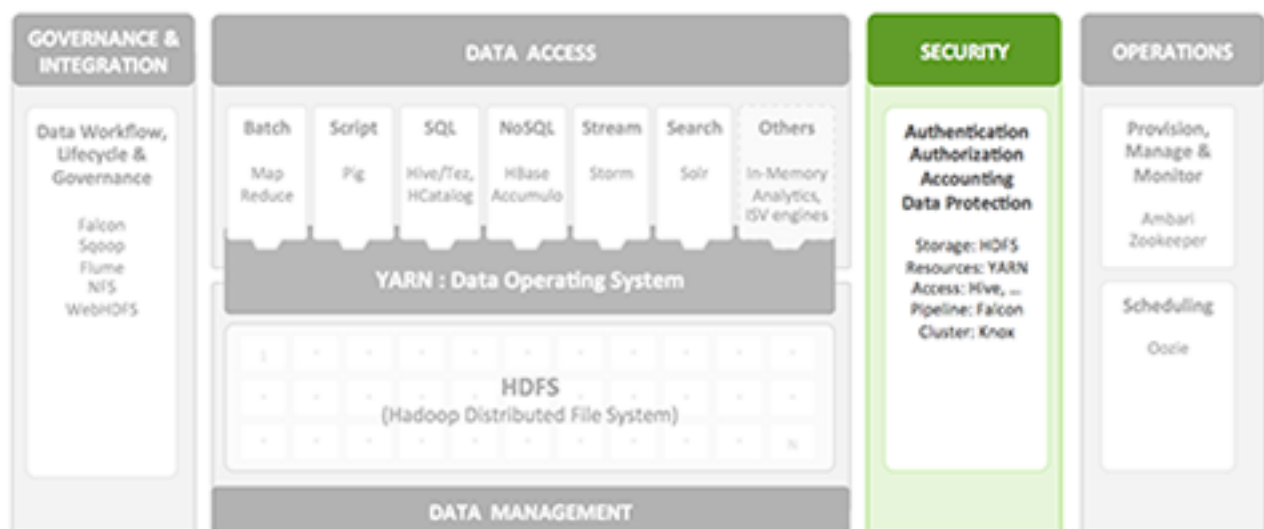 GOVERNANCE &
INTEGRATION
Data Workflow,
Lifecycle &
Governance
Falcon
Sqoop
Flume
NFS
WebHDFS
DATA ACCESS
Batch
Map
Reduce
Script
Pig
SQL
Hive/Tez,
HCatalog
NoSQL
HBase
Accumulo
Stream
Storm
Search
Solr
Others
In-Memory
Analytics,
ISV engines
YARN : Data Operating System
1
HDFS
(Hadoop Distributed File System)
N
DATA MANAGEMENT
SECURITY
Authentication
Authorization
Accounting
Data Protection
Storage: HDFS
Resources: YARN
Access: Hive, ...
Pipeline: Falcon
Cluster: Knox
OPERATIONS
Provision,
Manage &
Monitor
Ambari
Zookeeper
Scheduling
Oozie